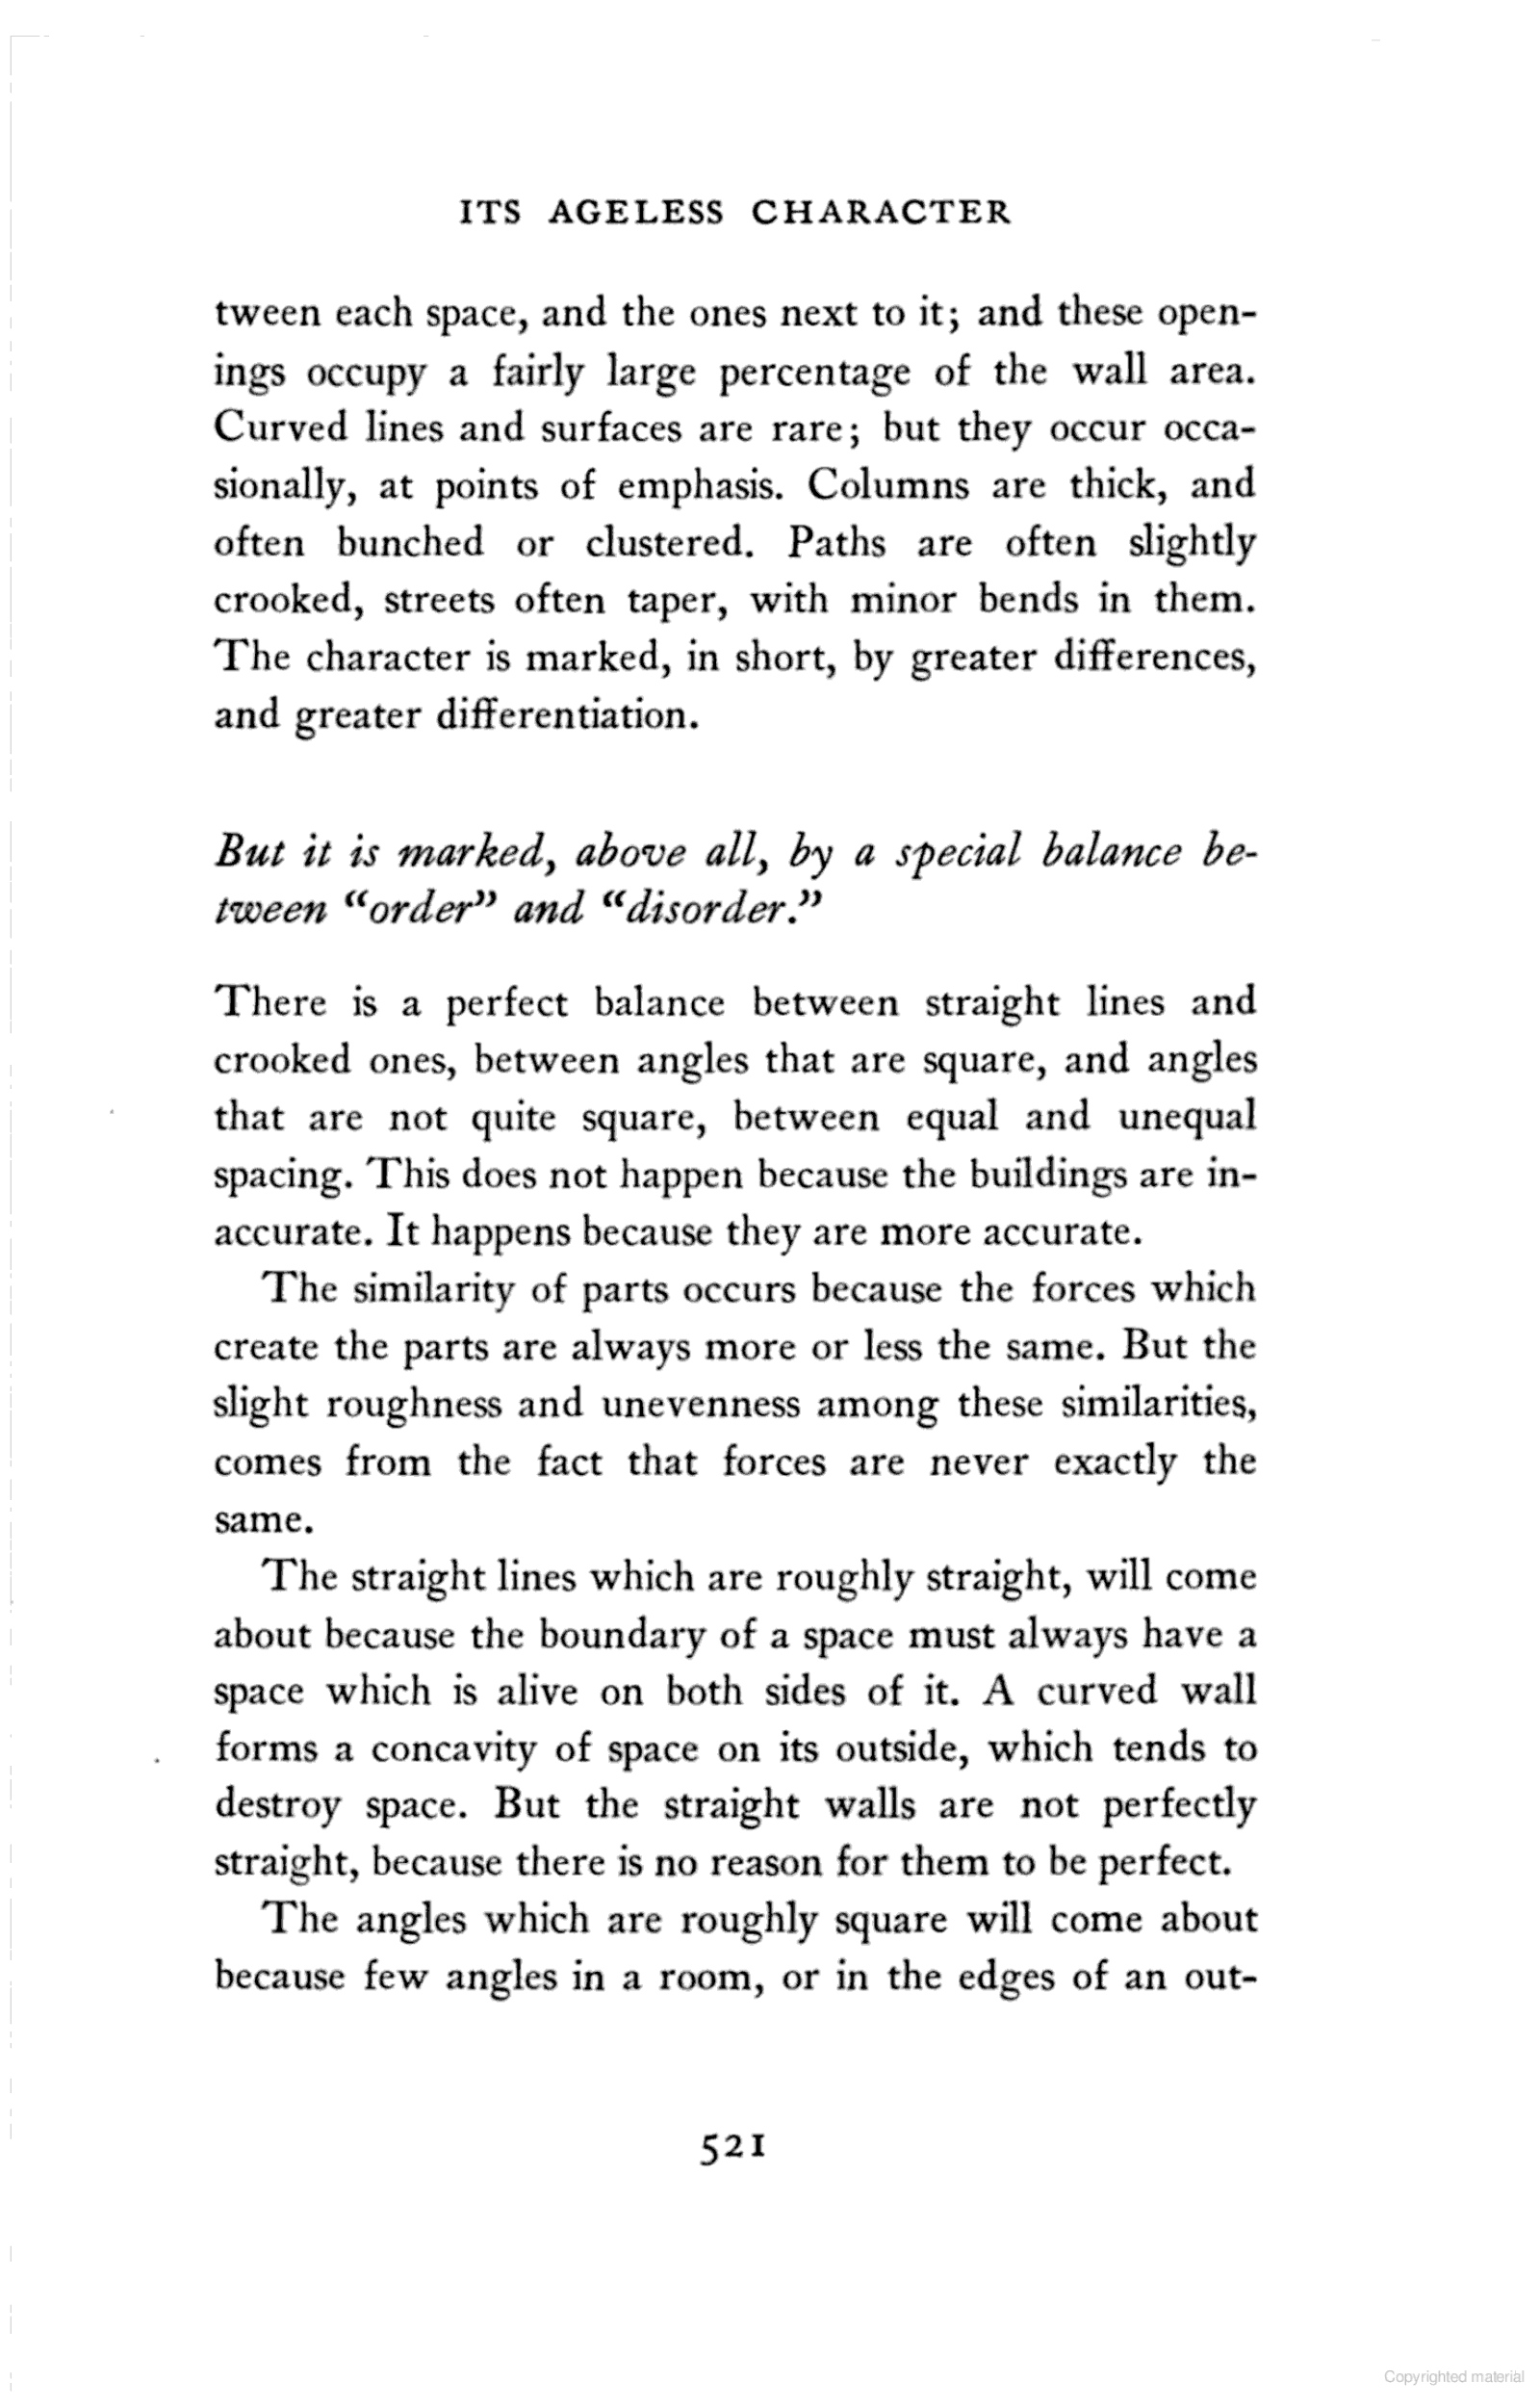 ITS AGELESS CHARACTER
tween each space, and the ones next to it; and these open-
ings occupy a fairly large percentage of the wall area.
Curved lines and surfaces are rare; but they occur occa-
sionally, at points of emphasis. Columns are thick, and
often bunched or clustered. Paths are often slightly
crooked, streets often taper, with minor bends in them.
The character is marked, in short, by greater differences,
and greater differentiation.
But it is marked, above all, by a special balance be-
tween “order” and “disorder.”
There is a perfect balance between straight lines and
crooked ones, between angles that are square, and angles
that are not quite square, between equal and unequal
spacing. This does not happen because the buildings are in-
accurate. It happens because they are more accurate.
The similarity of parts occurs because the forces which
create the parts are always more or less the same. But the
slight roughness and unevenness among these similarities,
comes from the fact that forces are never exactly the
same.
The straight lines which are roughly straight, will come
about because the boundary of a space must always have a
space which is alive on both sides of it. A curved wall
forms a concavity of space on its outside, which tends to
destroy space. But the straight walls are not perfectly
straight, because there is no reason for them to be perfect.
The angles which are roughly square will come about
because few angles in a room, or in the edges of an out-
521
Copyrighted material